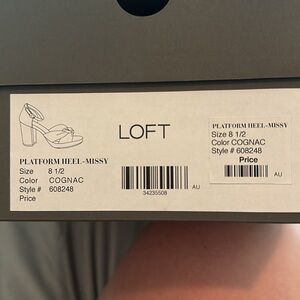 LOFT
PLATFORM HEEL-MISSY
Size 8 1/2
Color COGNAC
Style # 608248
Price
34235508
AU
PLATFORM HEEL-MISSY
Size 8 1/2
Color COGNAC
Style # 608248
Price
AU